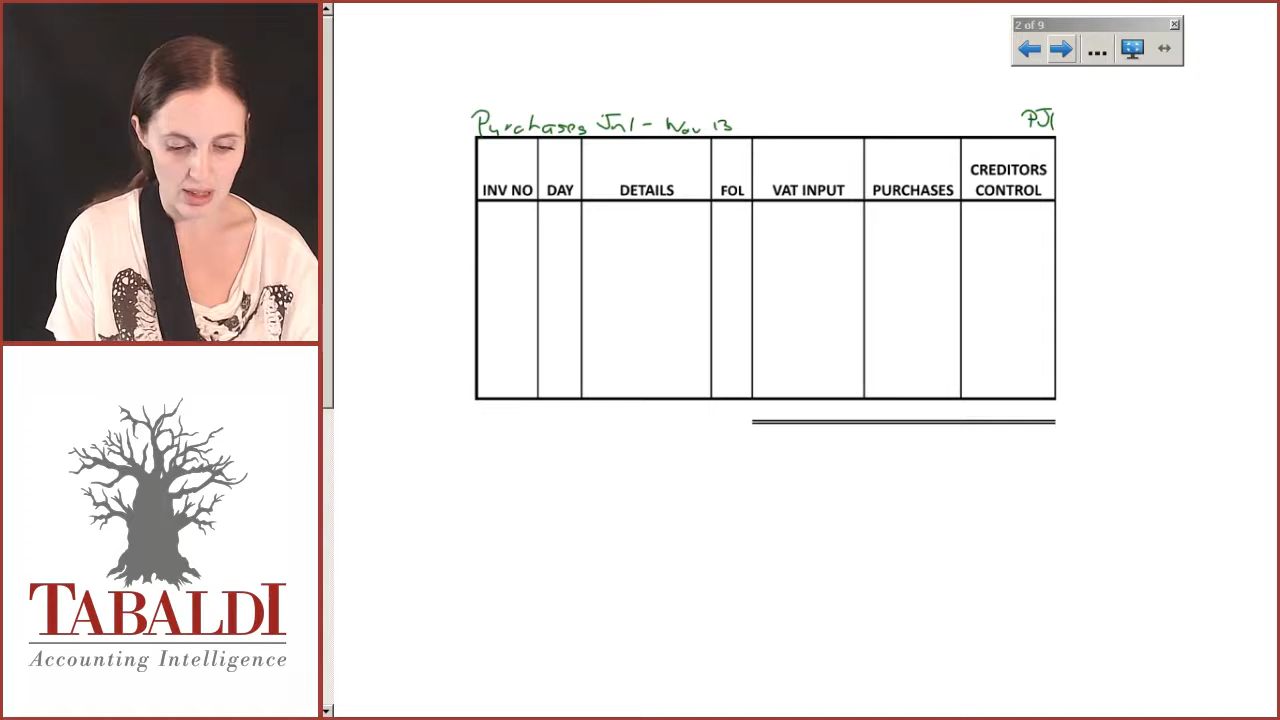 2 of 9
Purchases Jnl - Nov 13 PJ1
INV NO DAY DETAILS FOL VAT INPUT PURCHASES CREDITORS CONTROL
TABALDI
Accounting Intelligence